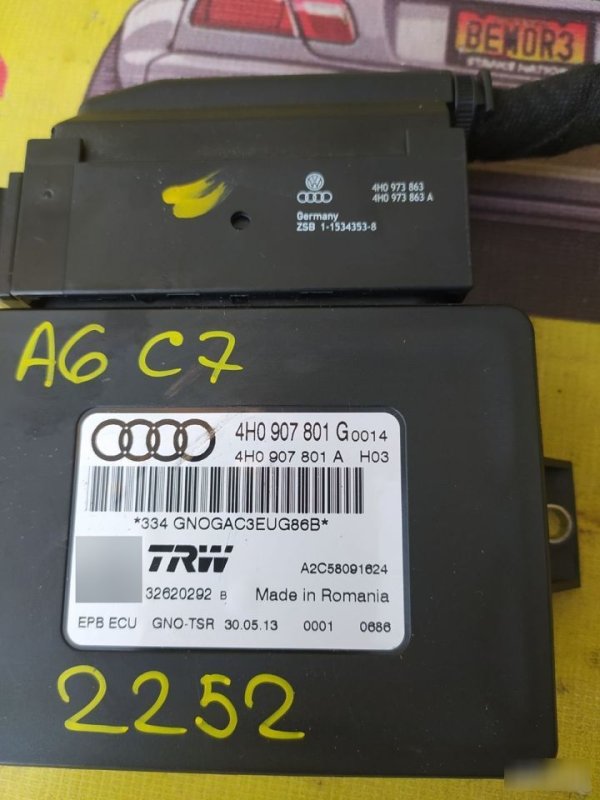 BEMOR3
4H0 973 863
4H0 973 863 A
Germany
ZSB 1-1534353-8
A6 C7
4H0 907 801 G 0014
4H0 907 801 A H03
*334 GNOGAC3EUG86B*
TRW
A2C58091624
32620292 B Made in Romania
EPB ECU GNO-TSR 30.05.13 0001 0686
2252